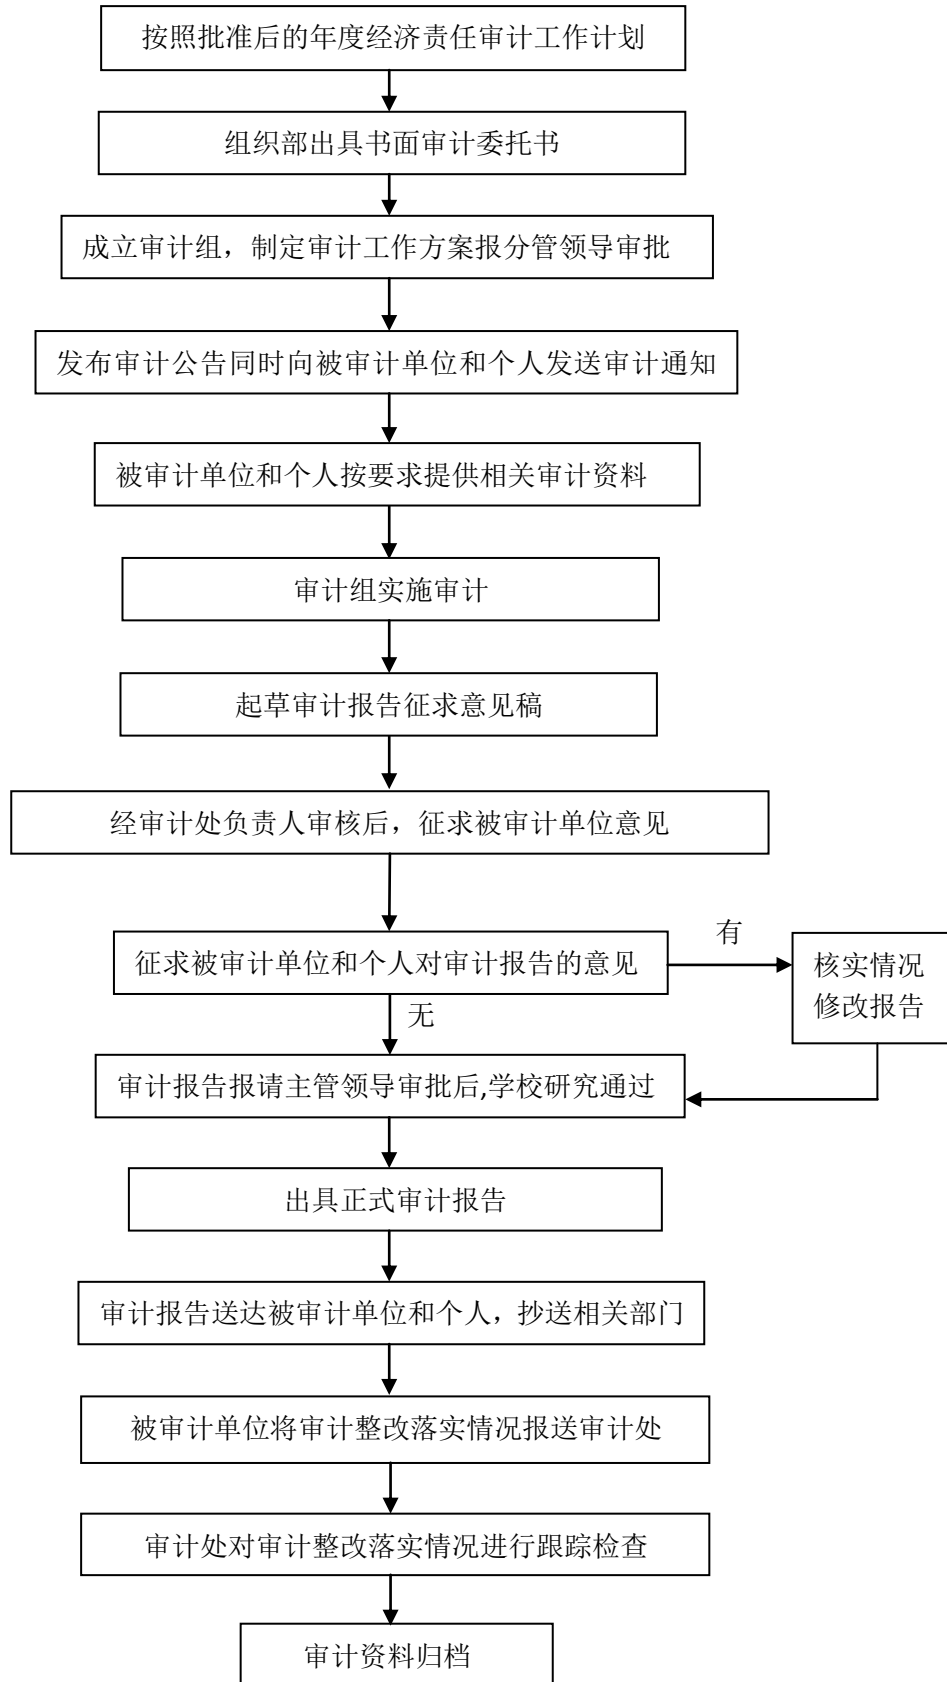 按照批准后的年度经济责任审计工作计划
组织部出具书面审计委托书
成立审计组，制定审计工作方案报分管领导审批
发布审计公告同时向被审计单位和个人发送审计通知
被审计单位和个人按要求提供相关审计资料
审计组实施审计
起草审计报告征求意见稿
经审计处负责人审核后，征求被审计单位意见
征求被审计单位和个人对审计报告的意见
有
核实情况
修改报告
无
审计报告报请主管领导审批后,学校研究通过
出具正式审计报告
审计报告送达被审计单位和个人，抄送相关部门
被审计单位将审计整改落实情况报送审计处
审计处对审计整改落实情况进行跟踪检查
审计资料归档